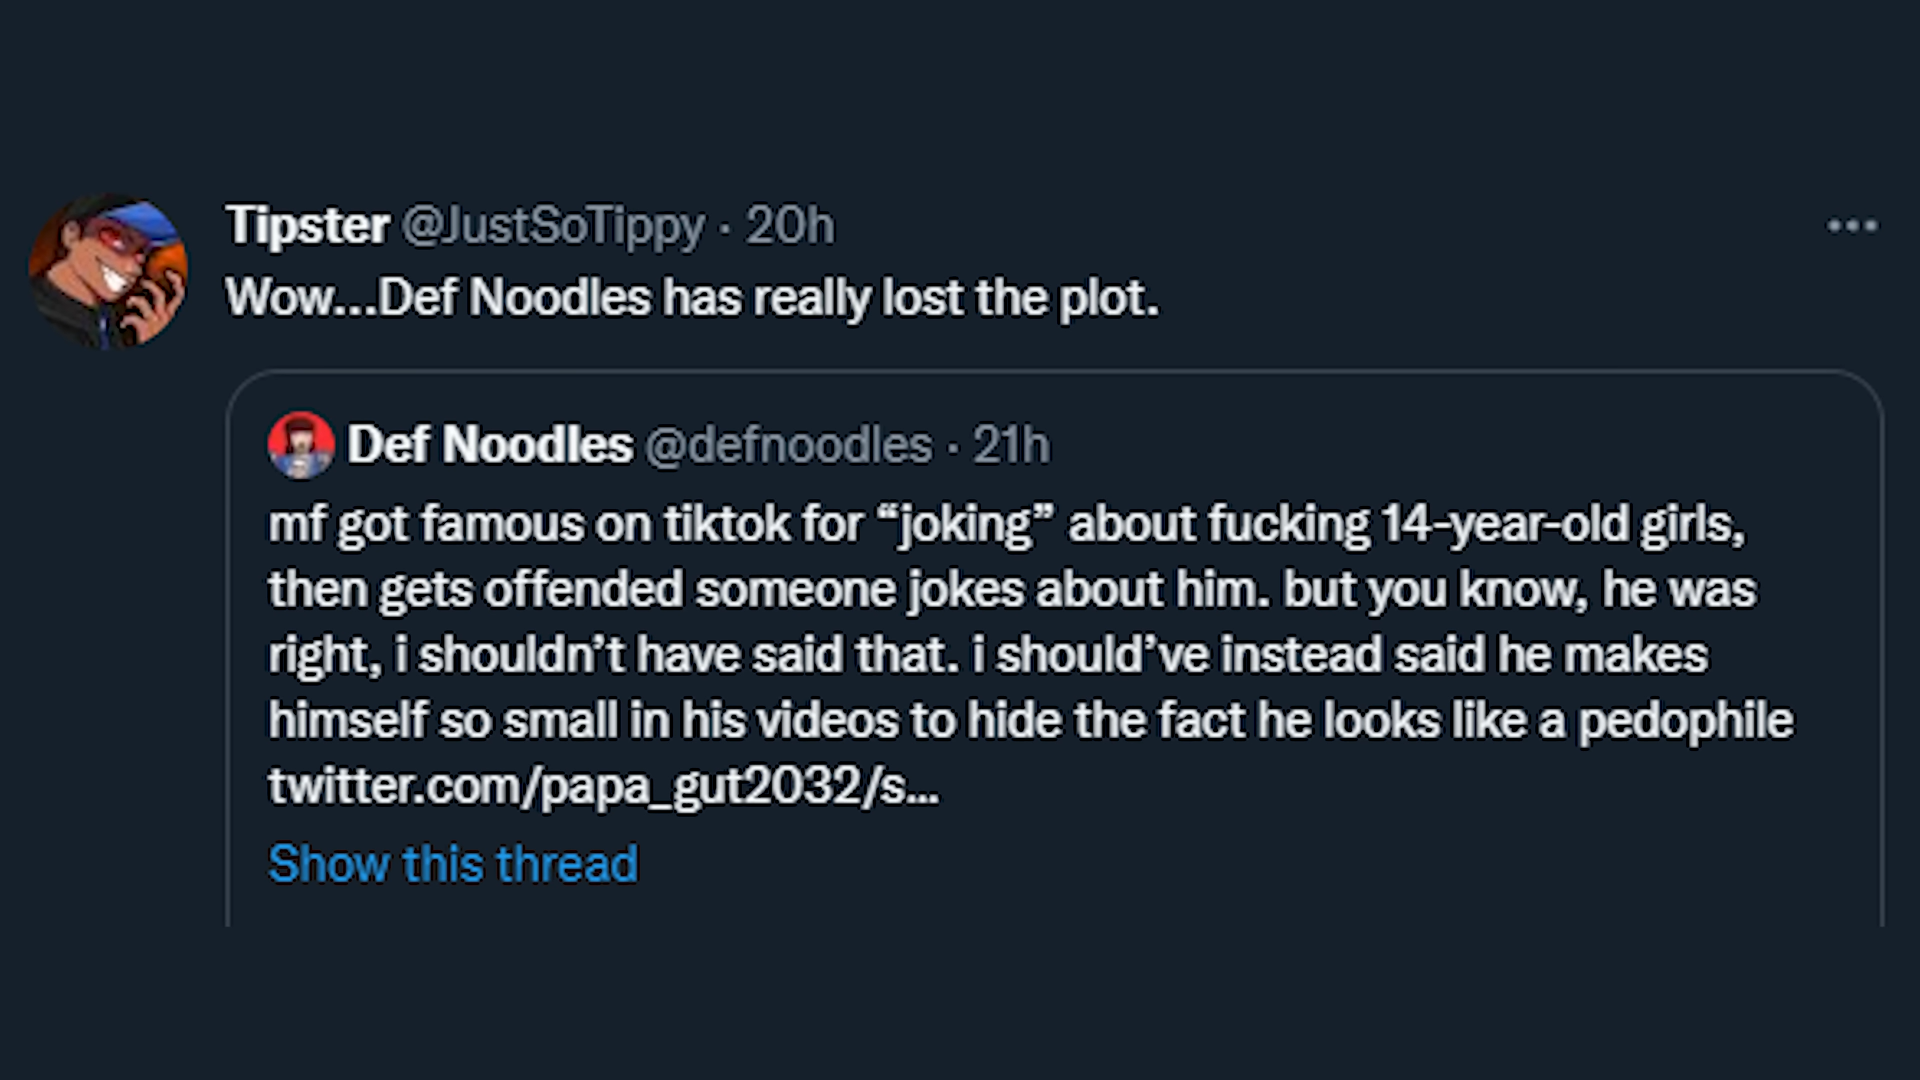 Tipster @JustSoTippy · 20h
Wow...Def Noodles has really lost the plot.
Def Noodles @defnoodles · 21h
mf got famous on tiktok for “joking” about fucking 14-year-old girls,
then gets offended someone jokes about him. but you know, he was
right, i shouldn’t have said that. i should’ve instead said he makes
himself so small in his videos to hide the fact he looks like a pedophile
twitter.com/papa_gut2032/s...
Show this thread